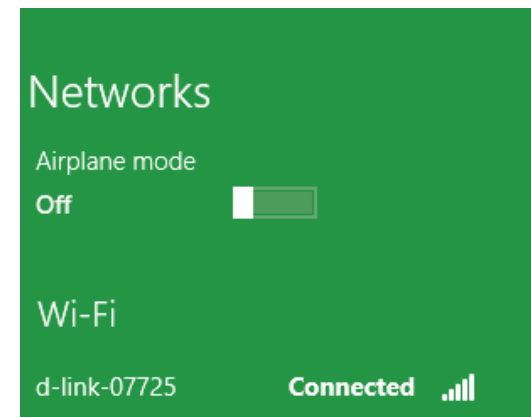 Networks
Airplane mode
Off
Wi-Fi
d-link-07725 Connected